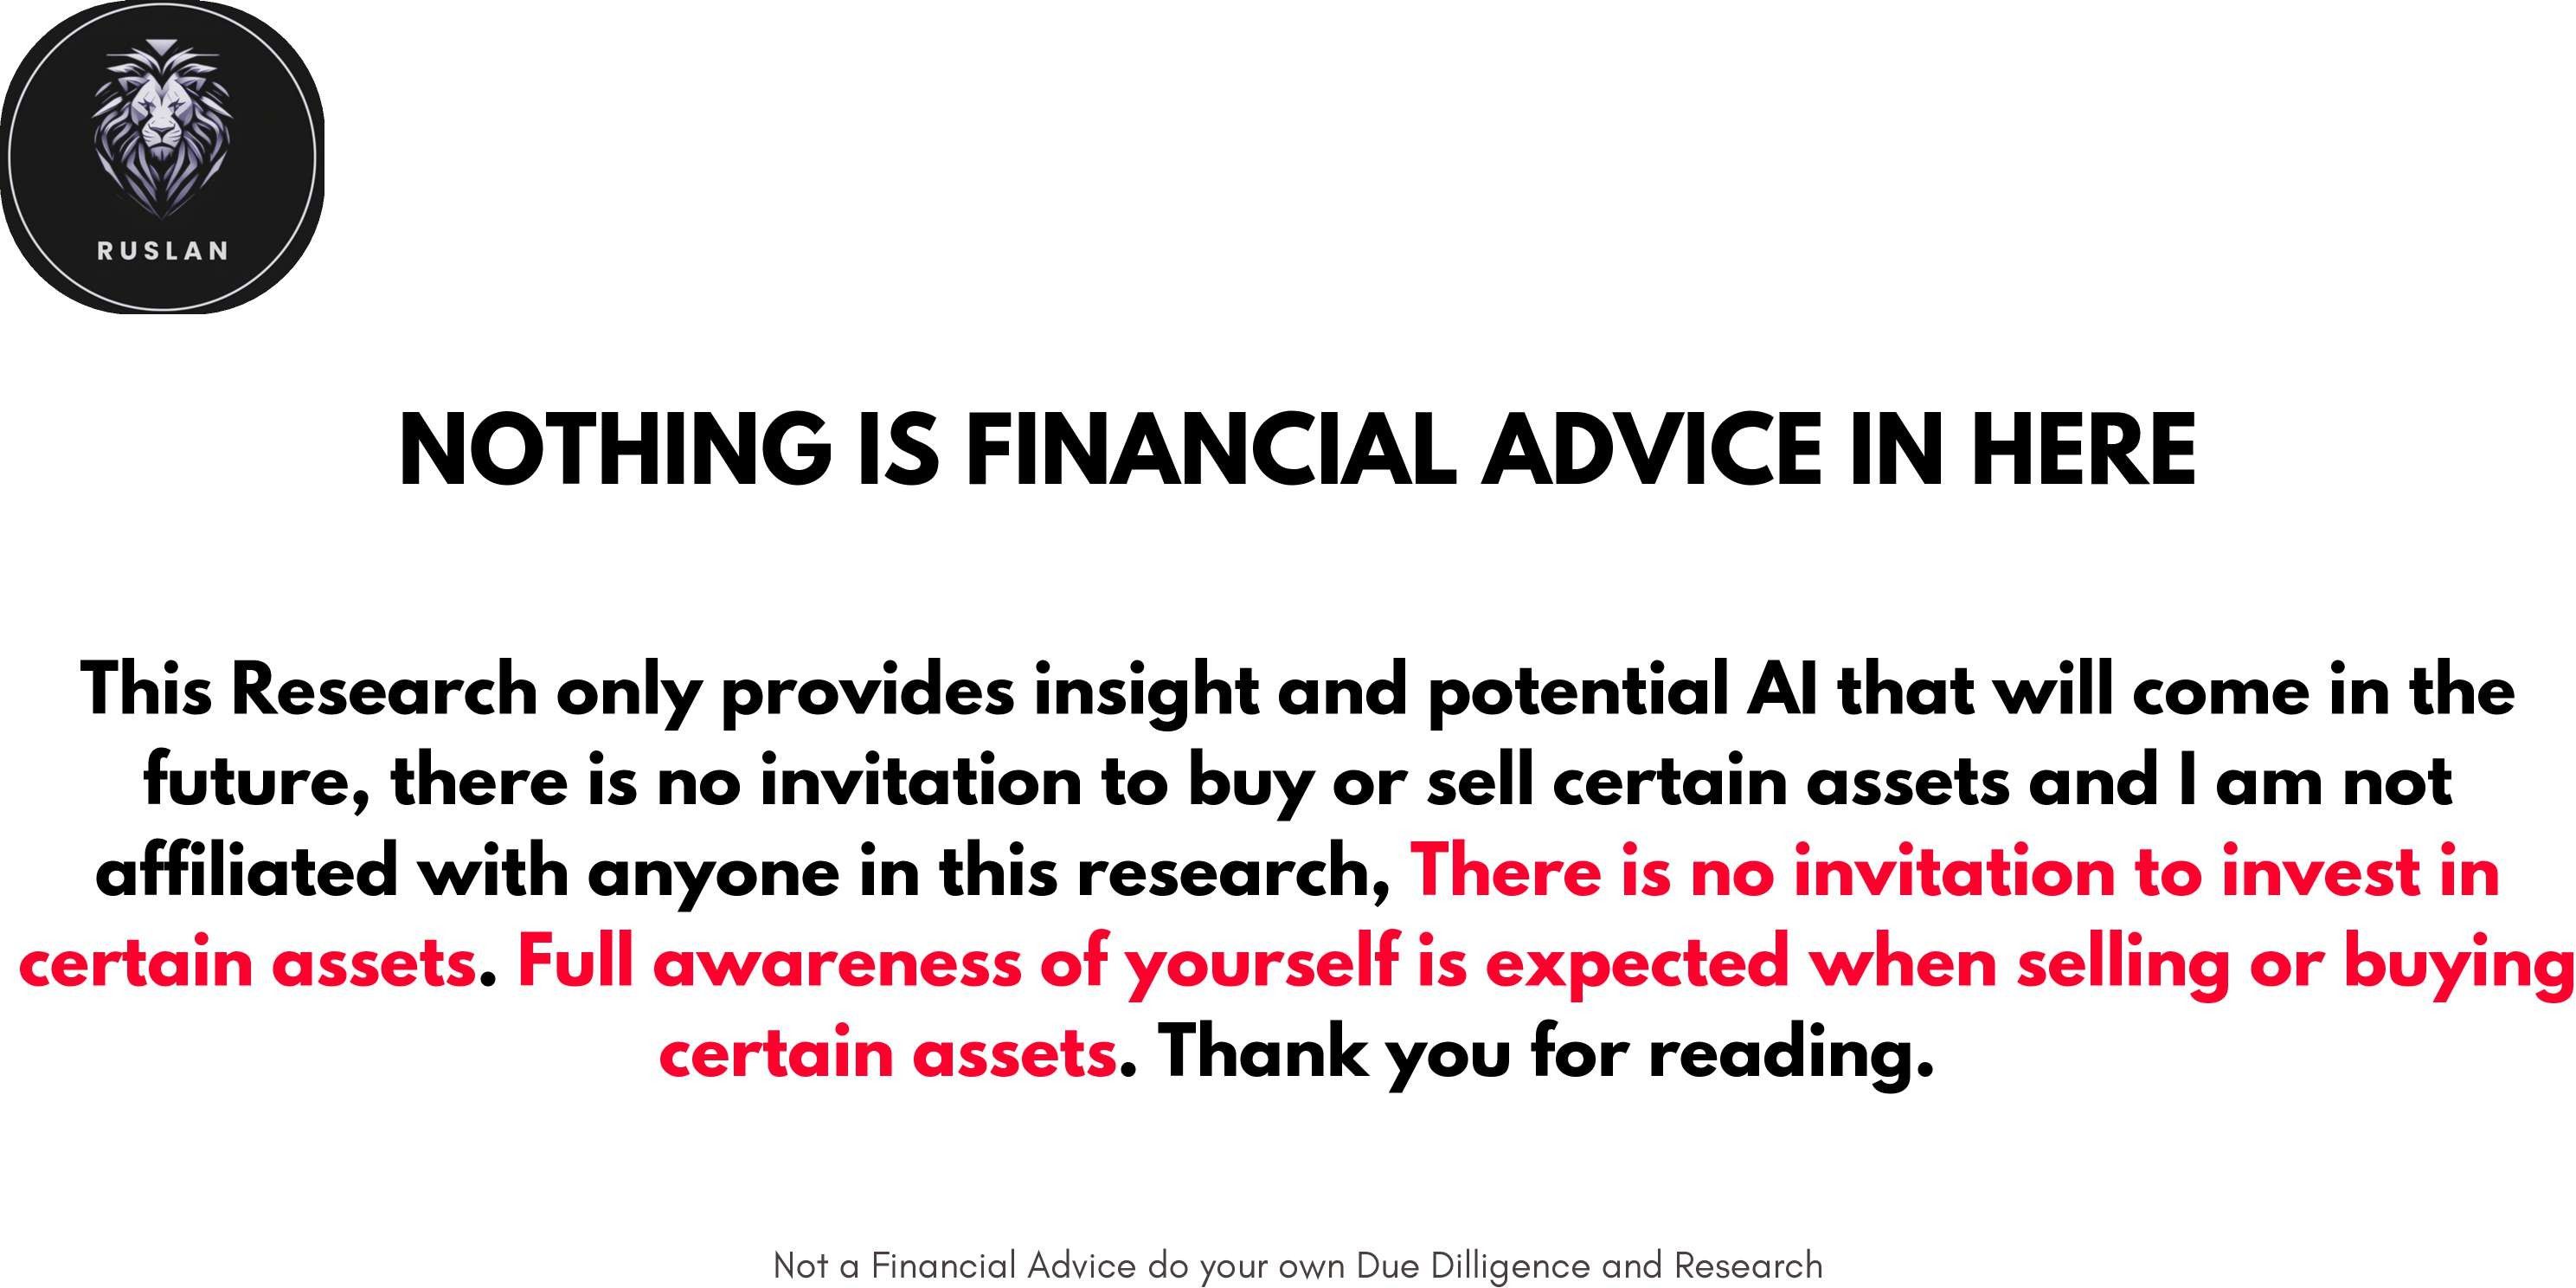 RUSLAN
NOTHING IS FINANCIAL ADVICE IN HERE
This Research only provides insight and potential AI that will come in the
future, there is no invitation to buy or sell certain assets and I am not
affiliated with anyone in this research, There is no invitation to invest in
certain assets. Full awareness of yourself is expected when selling or buying
certain assets. Thank you for reading.
Not a Financial Advice do your own Due Dilligence and Research